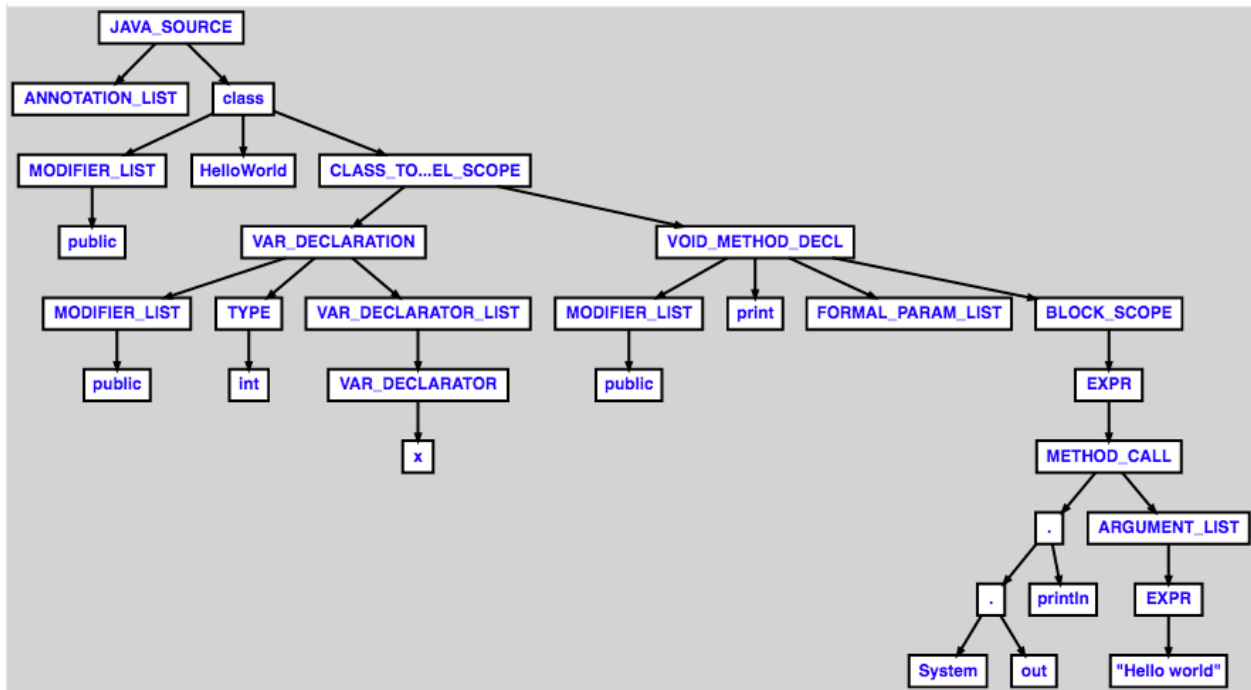 JAVA_SOURCE
ANNOTATION_LIST
class
MODIFIER_LIST
HelloWorld
CLASS_TO...EL_SCOPE
public
VAR_DECLARATION
VOID_METHOD_DECL
MODIFIER_LIST
TYPE
VAR_DECLARATOR_LIST
MODIFIER_LIST
print
FORMAL_PARAM_LIST
BLOCK_SCOPE
public
int
VAR_DECLARATOR
public
EXPR
x
METHOD_CALL
.
ARGUMENT_LIST
.
println
EXPR
System
out
"Hello world"